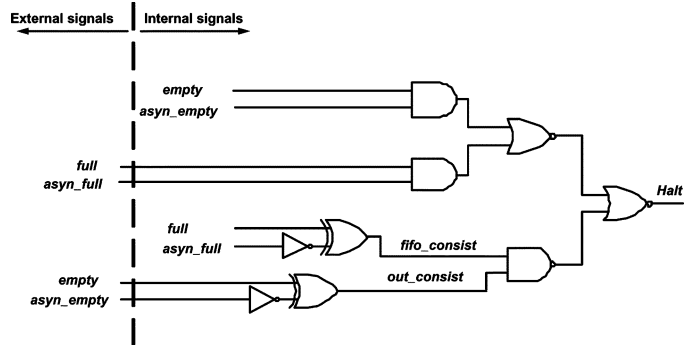 External signals
Internal signals
empty
asyn_empty
full
asyn_full
Halt
full
asyn_full
fifo_consist
empty
asyn_empty
out_consist